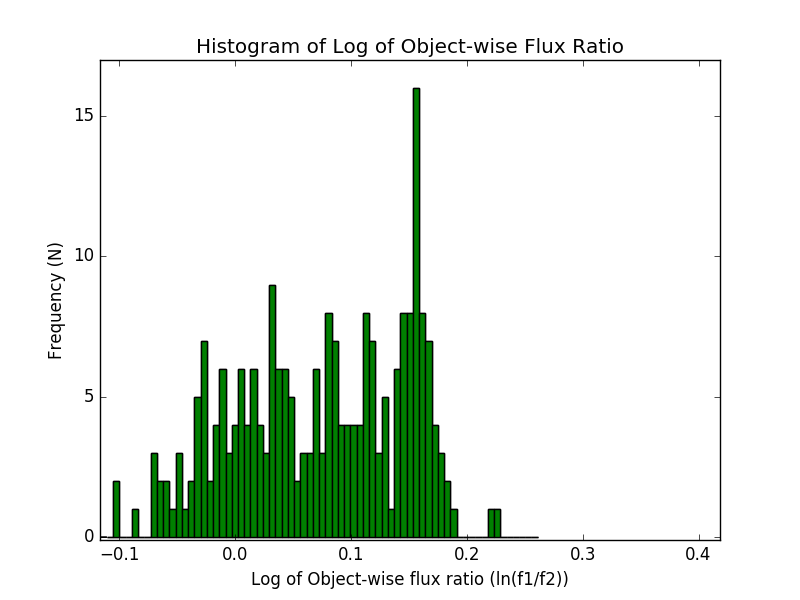 Histogram of Log of Object-wise Flux Ratio
Frequency (N)
15
10
5
0
−0.1 0.0 0.1 0.2 0.3 0.4
Log of Object-wise flux ratio (ln(f1/f2))